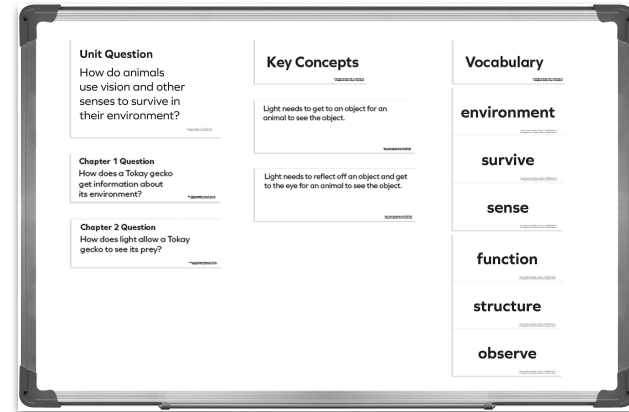 Unit Question
How do animals
use vision and other
senses to survive in
their environment?
Chapter 1 Question
How does a Tokay gecko
get information about
its environment?
Chapter 2 Question
How does light allow a Tokay
gecko to see its prey?
Key Concepts
Light needs to get to an object for an
animal to see the object.
Light needs to reflect off an object and get
to the eye for an animal to see the object.
Vocabulary
environment
survive
sense
function
structure
observe